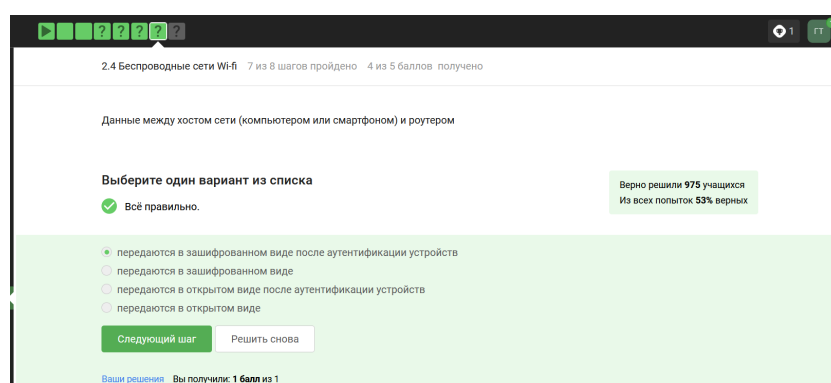 ? ? ? ? ? 1 ГТ
2.4 Беспроводные сети Wi-fi 7 из 8 шагов пройдено 4 из 5 баллов получено
Данные между хостом сети (компьютером или смартфоном) и роутером
Выберите один вариант из списка
Всё правильно.
Верно решили 975 учащихся
Из всех попыток 53% верных
передаются в зашифрованном виде после аутентификации устройств
передаются в зашифрованном виде
передаются в открытом виде после аутентификации устройств
передаются в открытом виде
Следующий шаг Решить снова
Ваши решения Вы получили: 1 балл из 1